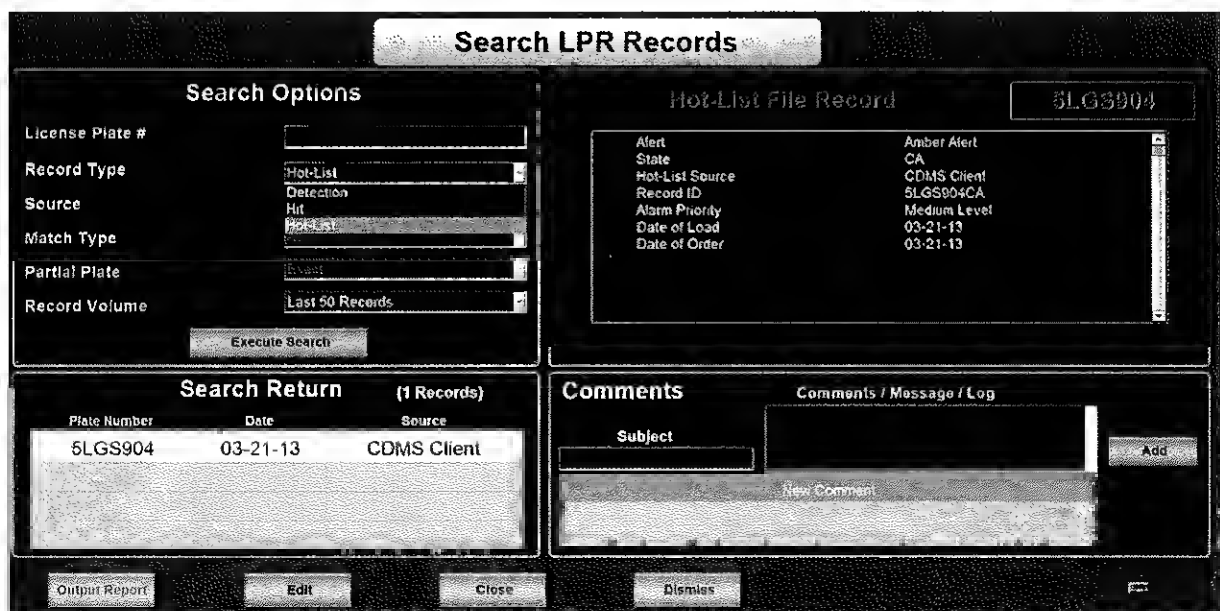 Search LPR Records
Search Options
License Plate #
Record Type
Hot-List
Detection
Hit
Hot-List
Source
Match Type
Partial Plate
Exact
Record Volume
Last 50 Records
Execute Search
Hot-List File Record
5LGS904
Alert Amber Alert
State CA
Hot-List Source CDMS Client
Record ID 5LGS904CA
Alarm Priority Medium Level
Date of Load 03-21-13
Date of Order 03-21-13
Search Return (1 Records)
Plate Number Date Source
5LGS904 03-21-13 CDMS Client
Comments
Comments / Message / Log
Subject
Add
New Comment
Output Report Edit Close Dismiss